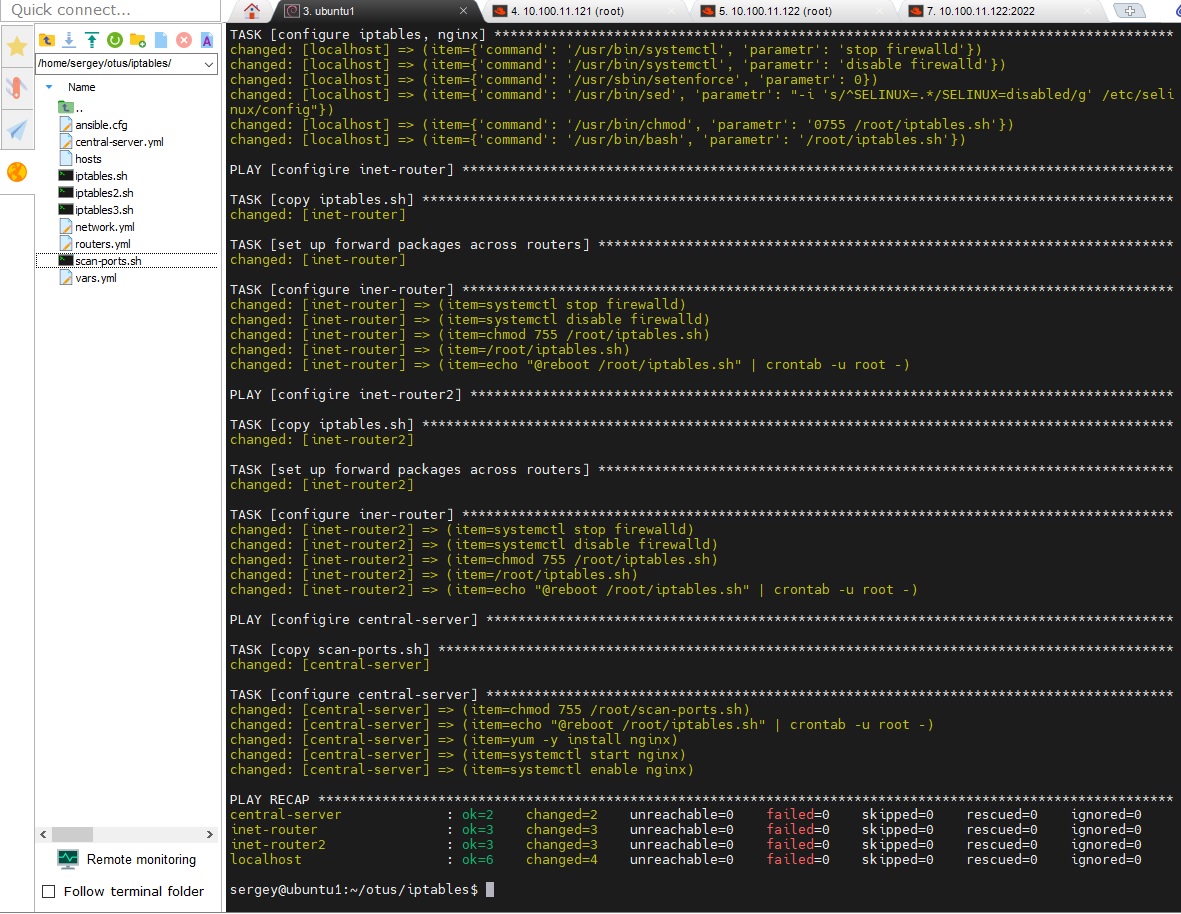 Quick connect...
3. ubuntu1
4. 10.100.11.121 (root)
5. 10.100.11.122 (root)
7. 10.100.11.122:2022
/home/sergey/otus/iptables/
Name
..
ansible.cfg
central-server.yml
hosts
iptables.sh
iptables2.sh
iptables3.sh
network.yml
routers.yml
scan-ports.sh
vars.yml
Remote monitoring
Follow terminal folder
TASK [configure iptables, nginx] *************************************************************************************
changed: [localhost] => (item={'command': '/usr/bin/systemctl', 'parametr': 'stop firewalld'})
changed: [localhost] => (item={'command': '/usr/bin/systemctl', 'parametr': 'disable firewalld'})
changed: [localhost] => (item={'command': '/usr/sbin/setenforce', 'parametr': 0})
changed: [localhost] => (item={'command': '/usr/bin/sed', 'parametr': "-i 's/^SELINUX=.*/SELINUX=disabled/g' /etc/seli
nux/config"})
changed: [localhost] => (item={'command': '/usr/bin/chmod', 'parametr': '0755 /root/iptables.sh'})
changed: [localhost] => (item={'command': '/usr/bin/bash', 'parametr': '/root/iptables.sh'})
PLAY [configire inet-router] *****************************************************************************************
TASK [copy iptables.sh] **********************************************************************************************
changed: [inet-router]
TASK [set up forward packages across routers] ************************************************************************
changed: [inet-router]
TASK [configure iner-router] *****************************************************************************************
changed: [inet-router] => (item=systemctl stop firewalld)
changed: [inet-router] => (item=systemctl disable firewalld)
changed: [inet-router] => (item=chmod 755 /root/iptables.sh)
changed: [inet-router] => (item=/root/iptables.sh)
changed: [inet-router] => (item=echo "@reboot /root/iptables.sh" | crontab -u root -)
PLAY [configire inet-router2] ****************************************************************************************
TASK [copy iptables.sh] **********************************************************************************************
changed: [inet-router2]
TASK [set up forward packages across routers] ************************************************************************
changed: [inet-router2]
TASK [configure iner-router] *****************************************************************************************
changed: [inet-router2] => (item=systemctl stop firewalld)
changed: [inet-router2] => (item=systemctl disable firewalld)
changed: [inet-router2] => (item=chmod 755 /root/iptables.sh)
changed: [inet-router2] => (item=/root/iptables.sh)
changed: [inet-router2] => (item=echo "@reboot /root/iptables.sh" | crontab -u root -)
PLAY [configire central-server] **************************************************************************************
TASK [copy scan-ports.sh] ********************************************************************************************
changed: [central-server]
TASK [configure central-server] **************************************************************************************
changed: [central-server] => (item=chmod 755 /root/scan-ports.sh)
changed: [central-server] => (item=echo "@reboot /root/iptables.sh" | crontab -u root -)
changed: [central-server] => (item=yum -y install nginx)
changed: [central-server] => (item=systemctl start nginx)
changed: [central-server] => (item=systemctl enable nginx)
PLAY RECAP ***********************************************************************************************************
central-server : ok=2 changed=2 unreachable=0 failed=0 skipped=0 rescued=0 ignored=0
inet-router : ok=3 changed=3 unreachable=0 failed=0 skipped=0 rescued=0 ignored=0
inet-router2 : ok=3 changed=3 unreachable=0 failed=0 skipped=0 rescued=0 ignored=0
localhost : ok=6 changed=4 unreachable=0 failed=0 skipped=0 rescued=0 ignored=0
sergey@ubuntu1:~/otus/iptables$